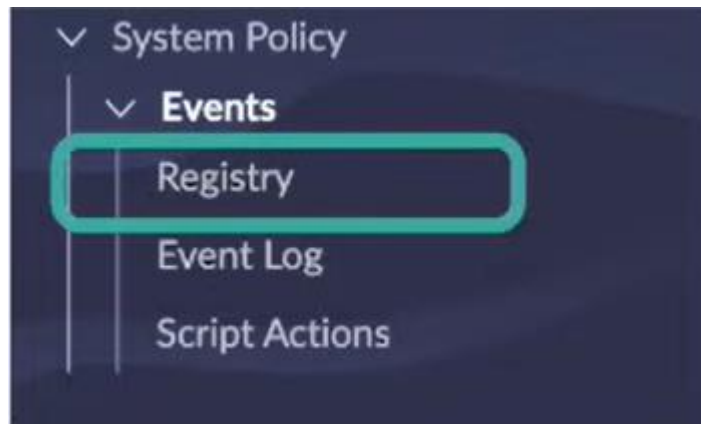 System Policy
Events
Registry
Event Log
Script Actions